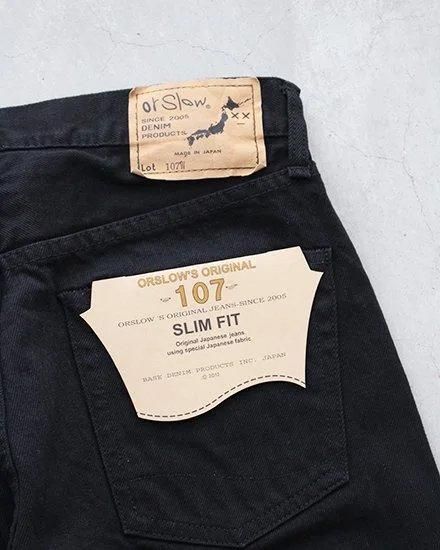 orslow.
SINCE 2005
DENIM
PRODUCTS
MADE IN JAPAN
Lot 107W
ORSLOW'S ORIGINAL
107
ORSLOW 'S ORIGINAL JEANS-SINCE 2005
SLIM FIT
Original Japanese jeans
using special Japanese fabric
BASE DENIM PRODUCTS INC. JAPAN